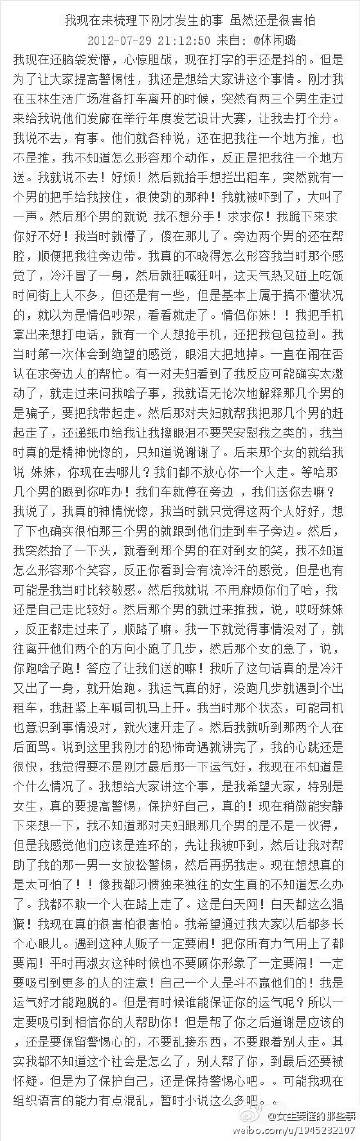 我现在来梳理下刚才发生的事 虽然还是很害怕
2012-07-29 21:12:50 来自: @休闲璐
我现在还脑袋发懵，心惊胆战，现在打字的手还是抖的。但是
为了让大家提高警惕性，我还是想给大家讲这个事情。刚才我
在玉林生活广场准备打车离开的时候，突然有两三个男生走过
来给我说他们发廊在举行年度发艺设计大赛，让我去打个分。
我说不去，有事。他们就各种说，还在把我往一个地方推，也
不是推，我不知道怎么形容那个动作，反正是把我往一个地方
送。我就说不去！好烦！然后就抬手想拦出租车，突然就有一
个男的把手给我按住，很使劲的那种！我就被吓到了，大叫了
一声。然后那个男的就说 我不想分手！求求你！我跪下来求
你好不好！我当时就懵了，傻在那儿了。旁边两个男的还在帮
腔，顺便把我往旁边带。我真的不晓得怎么形容我当时那个感
觉了，冷汗冒了一身，然后就狂喊狂叫，这天气热又碰上吃饭
时间街上人不多，但还是有一些，但是基本上属于搞不懂状况
的，就以为是情侣吵架，看看就走了。情侣你妹！！我把手机
拿出来想打电话，就有一个人想抢手机，还把我包包拉到。我
当时第一次体会到绝望的感觉，眼泪大把地掉。一直在闹在否
认在求旁边人的帮忙。有一对夫妇看到了我反应可能确实太激
动了，就走过来问我啥子事，我就语无伦次地解释那几个男的
是骗子，要把我带起走。然后那对夫妇就帮我把那几个男的赶
起走了，还递纸巾给我让我擦眼泪不要哭安慰我之类的，我当
时真的是精神恍惚的，只知道说谢谢了。后来那个女的就给我
说 妹妹，你现在去哪儿？我们都不放心你一个人走。等哈那
几个男的跟到你咋办！我们车就停在旁边 ，我们送你去嘛？
我说了，我真的神情恍惚，我当时就只觉得这两个人好好，想
了下也确实很怕那三个男的就跟到他们走到车子旁边。然后，
我突然抬了一下头，就看到那个男的在对到女的笑，我不知道
怎么形容那个笑容，反正你看到会有流冷汗的感觉，但是也有
可能是我当时比较敏感。然后我就说 不用麻烦你们了哈，我
还是自己走比较好。然后那个男的就过来推我，说，哎呀妹妹
，反正都走过来了，顺路了嘛。我一下就觉得事情没对了，就
往离开他们两个的方向小跑了几步，然后那个女的急了，说，
你跑啥子跑！答应了让我们送的嘛！我听了这句话真的是冷汗
又出了一身，就开始跑。我运气真的好，没跑几步就遇到个出
租车，我赶紧上车喊司机马上开。我当时那个状态，可能司机
也意识到事情没对，就火速开走了。然后我就听到那两个人在
后面骂。说到这里我刚才的恐怖奇遇就讲完了，我的心跳还是
很快，我觉得要不是刚才最后那一下运气好，我现在不知道是
个什么情况了。我想给大家讲这个事，是我希望大家，特别是
女生，真的要提高警惕，保护好自己，真的！现在稍微能安静
下来想一下，我不知道那对夫妇跟那几个男的是不是一伙得，
但是我感觉他们应该是连环的，先让我被吓到，然后让我对帮
助了我的那一男一女放松警惕，然后再拐我走。现在想想真的
是太可怕了！！像我都习惯独来独往的女生真不知道怎么办
了。我都不敢一个人在路上走了。这是白天阿！白天都这么猖
獗！我现在真的很害怕很害怕。我希望通过我大家以后都多长
个心眼儿。遇到这种人贩子一定要闹！把你所有力气用上了都
要闹！平时再淑女这种时候也不要顾你形象了一定要闹！一定
要吸引到更多的人的注意！自己一个人是斗不赢他们的！我是
运气好才能跑脱的。但是有时候谁能保证你的运气呢？所以一
定要吸引到相信你的人帮助你！但是帮了你之后道谢是应该的
，还是要保留警惕心的，不要乱接东西，不要跟着别人走。其
实我都不知道这个社会是怎么了，别人帮了你，到最后还要被
怀疑。但是为了保护自己，还是保持警惕心吧。。可能我现在
组织语言的能力有点混乱，暂时小说这么多吧。。
@女生要懂的那些事
weibo.com/u/1945232107